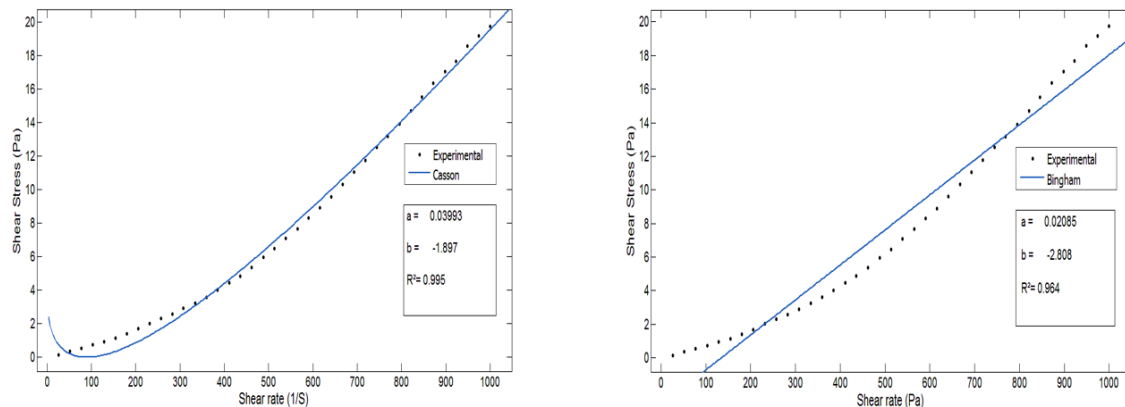 20
18
16
14
12
10
8
6
4
2
0
Shear Stress (Pa)
Experimental
Casson
a = 0.03993
b = -1.897
R²= 0.995
0 100 200 300 400 500 600 700 800 900 1000
Shear rate (1/S)
20
18
16
14
12
10
8
6
4
2
0
Shear Stress (Pa)
Experimental
Bingham
a = 0.02085
b = -2.808
R²= 0.964
0 100 200 300 400 500 600 700 800 900 1000
Shear rate (Pa)